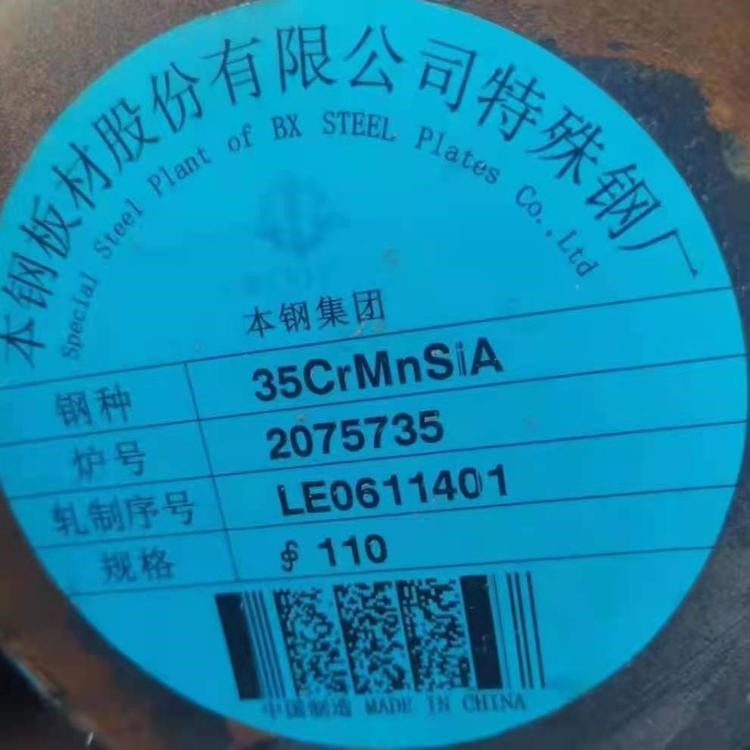 本钢板材股份有限公司特殊钢厂
Special Steel Plant of BX STEEL Plates Co.,Ltd
本钢集团
钢种 35CrMnSiA
炉号 2075735
轧制序号 LE0611401
规格 ∮ 110
中国制造 MADE IN CHINA